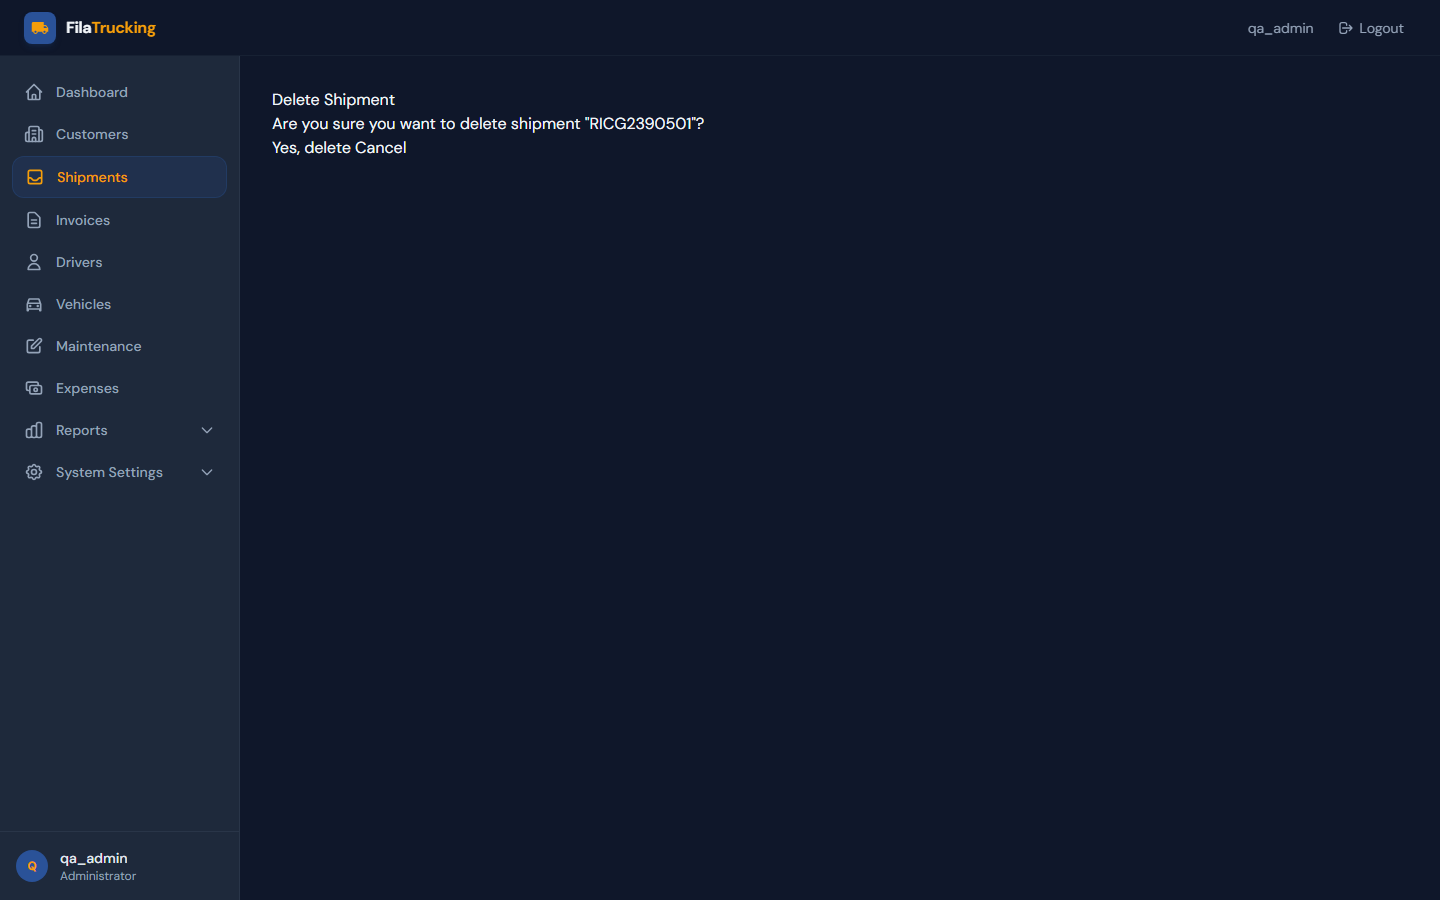 FilaTrucking
qa_admin
Logout
Dashboard
Customers
Shipments
Invoices
Drivers
Vehicles
Maintenance
Expenses
Reports
System Settings
Delete Shipment
Are you sure you want to delete shipment "RICG2390501"?
Yes, delete Cancel
Q
qa_admin
Administrator